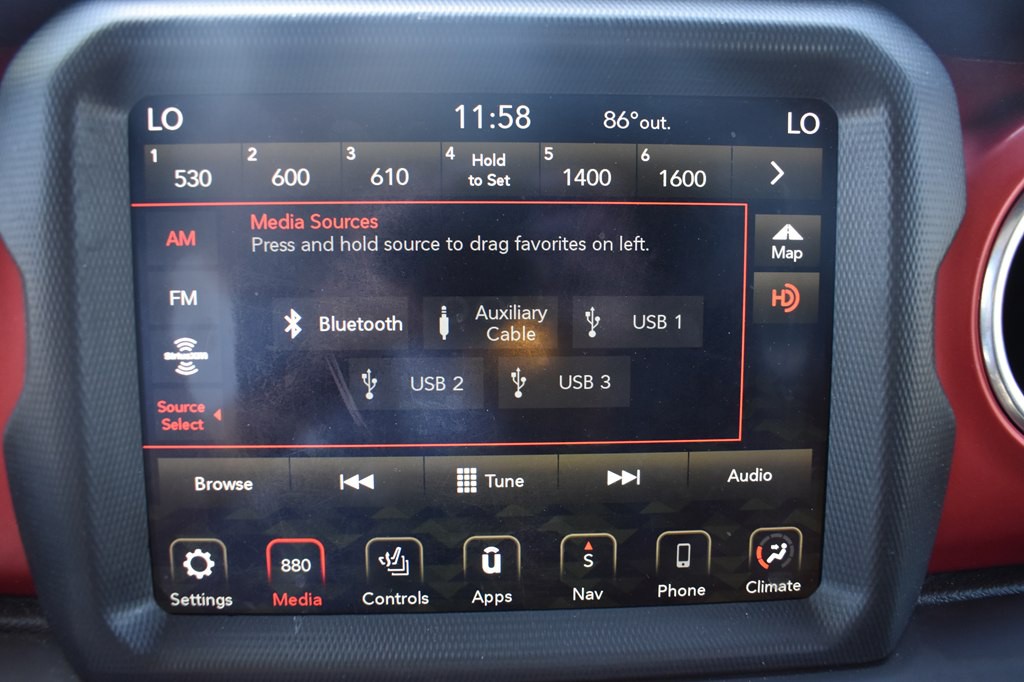 LO 11:58 86°out. LO
1 530 2 600 3 610 4 Hold to Set 5 1400 6 1600
Media Sources
AM
Press and hold source to drag favorites on left.
Map
FM
HD
Bluetooth Auxiliary Cable USB 1
SiriusXM
USB 2 USB 3
Source
Select
Browse Tune Audio
880 S
Settings Media Controls Apps Nav Phone Climate